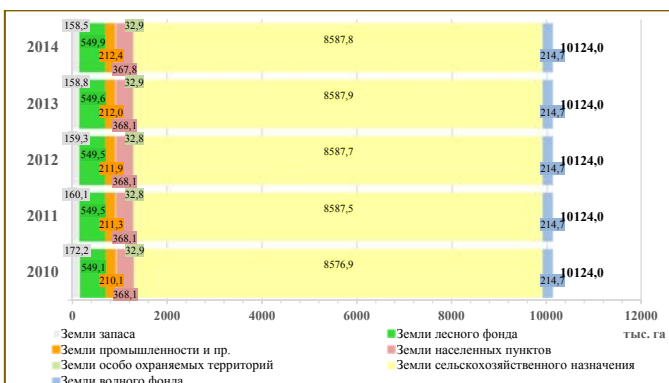 158,5 32,9
2014 549,9 8587,8 10124,0
212,4 214,7
367,8
158,8 32,9
2013 549,6 8587,9 10124,0
212,0 214,7
368,1
159,3 32,8
2012 549,5 8587,7 10124,0
211,9 214,7
368,1
160,1 32,8
2011 549,5 8587,5 10124,0
211,3 214,7
368,1
172,2 32,9
2010 549,1 8576,9 10124,0
210,1 214,7
368,1
0 2000 4000 6000 8000 10000 12000
тыс. га
Земли запаса Земли лесного фонда
Земли промышленности и пр. Земли населенных пунктов
Земли особо охраняемых территорий Земли сельскохозяйственного назначения
Земли водного фонда